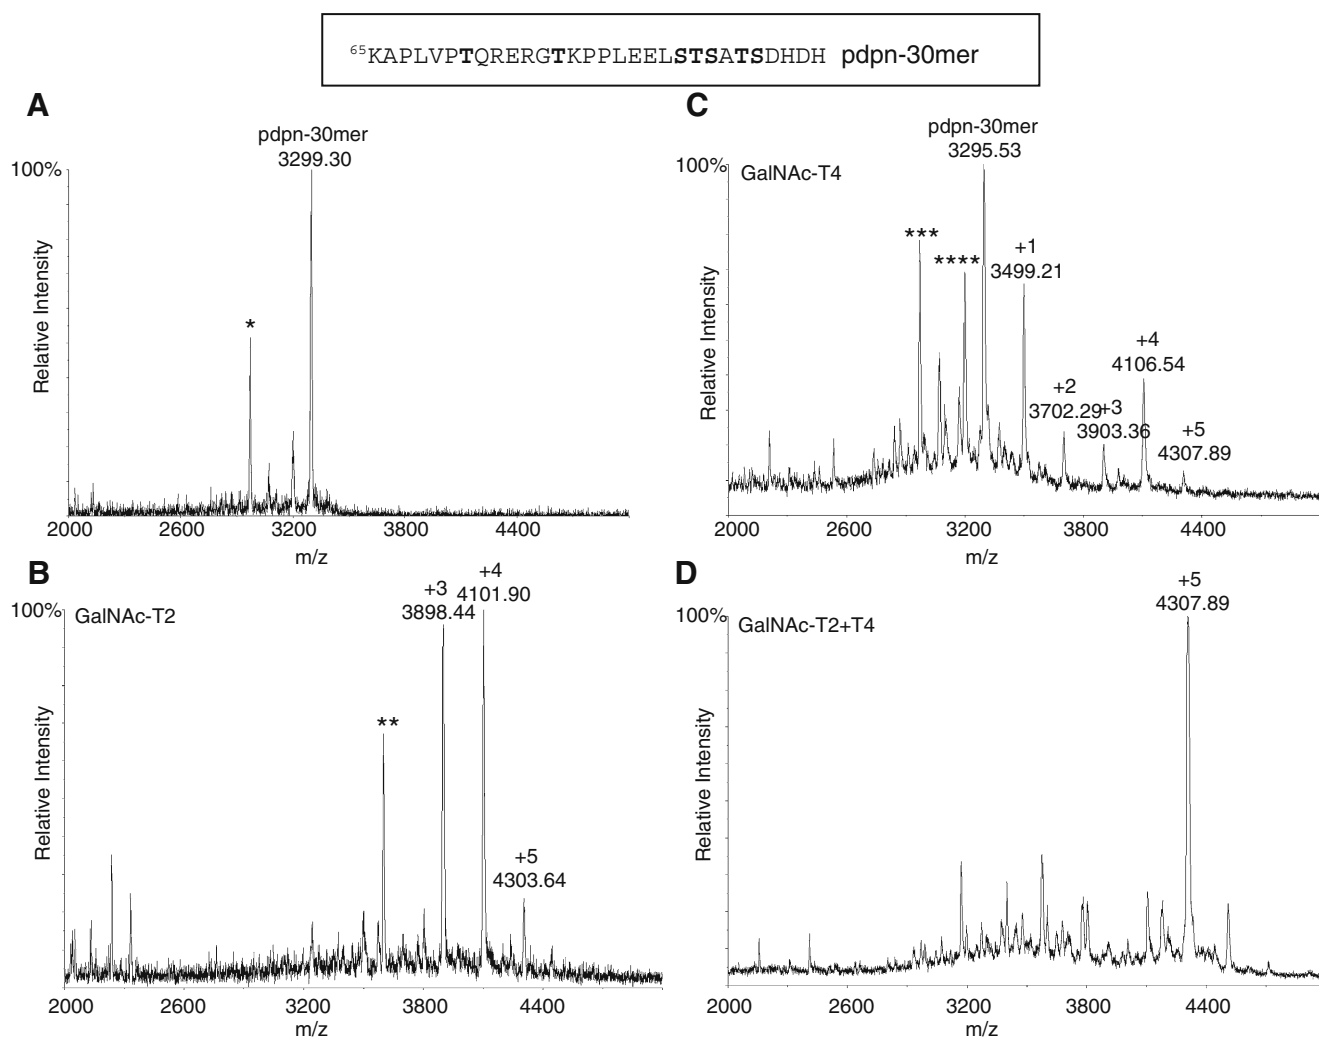 ⁶⁵KAPLVPTQRERGTKPPLEELSTSATSDHDH pdpn-30mer
A
pdpn-30mer
3299.30
100%
*
Relative Intensity
2000 2600 3200 3800 4400
m/z
C
pdpn-30mer
3295.53
100%
GalNAc-T4
***
****
+1
3499.21
+2
3702.29
+3
3903.36
+4
4106.54
+5
4307.89
Relative Intensity
2000 2600 3200 3800 4400
m/z
B
100%
GalNAc-T2
**
+3
3898.44
+4
4101.90
+5
4303.64
Relative Intensity
2000 2600 3200 3800 4400
m/z
D
100%
GalNAc-T2+T4
+5
4307.89
Relative Intensity
2000 2600 3200 3800 4400
m/z